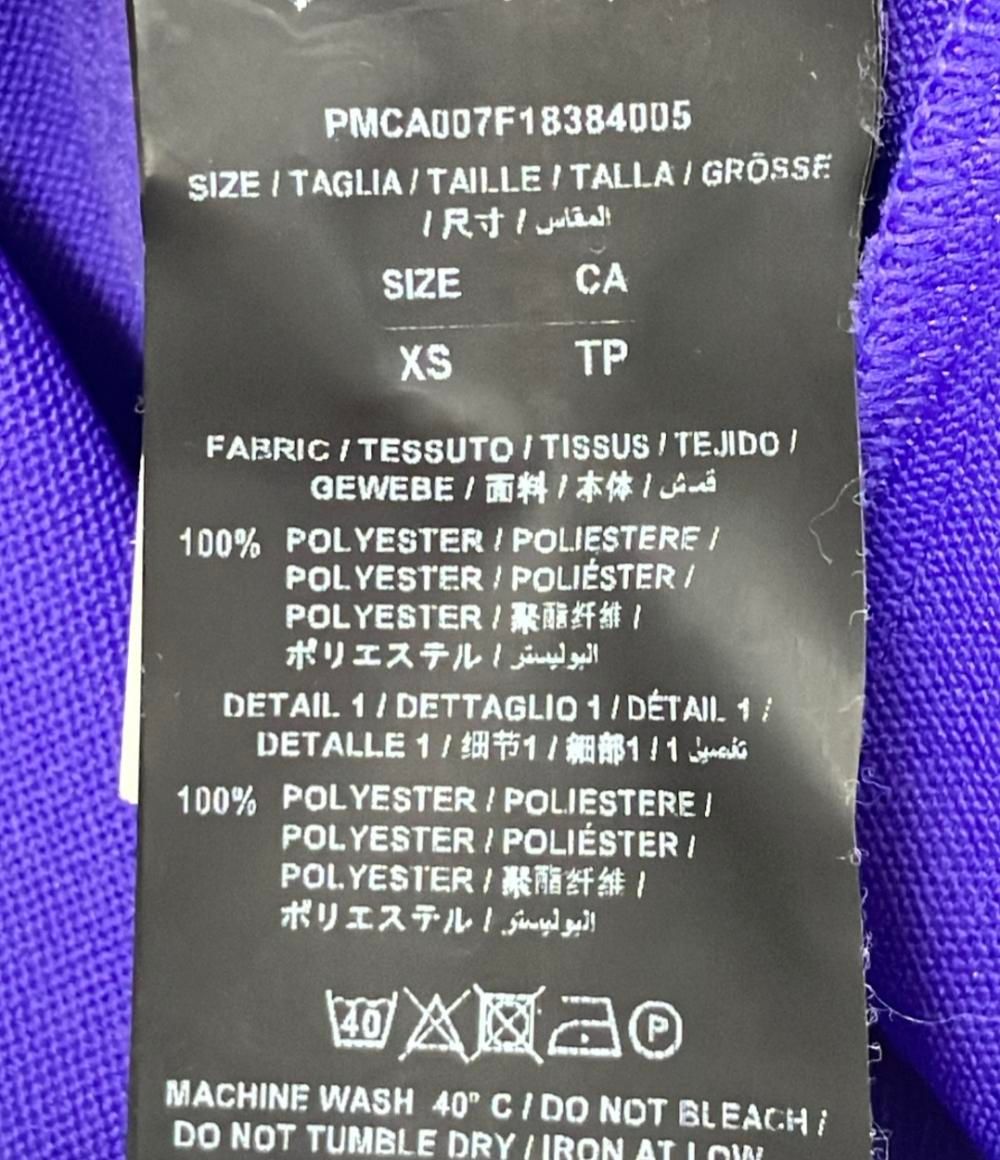 PMCA007F18384005
SIZE / TAGLIA / TAILLE / TALLA / GRÖSSE
/ 尺寸 / المقاس
SIZE CA
XS TP
FABRIC / TESSUTO / TISSUS / TEJIDO /
GEWEBE / 面料 / 本体 / قمش
100% POLYESTER / POLIESTERE /
POLYESTER / POLIÉSTER /
POLYESTER / 聚酯纤维 /
ポリエステル / البوليستر
DETAIL 1 / DETTAGLIO 1 / DÉTAIL 1 /
DETALLE 1 / 细节1 / 細部1 / 1 تفصيل
100% POLYESTER / POLIESTERE /
POLYESTER / POLIÉSTER /
POLYESTER / 聚酯纤维 /
ポリエステル / البوليستر
40 P
MACHINE WASH 40° C / DO NOT BLEACH /
DO NOT TUMBLE DRY / IRON AT LOW